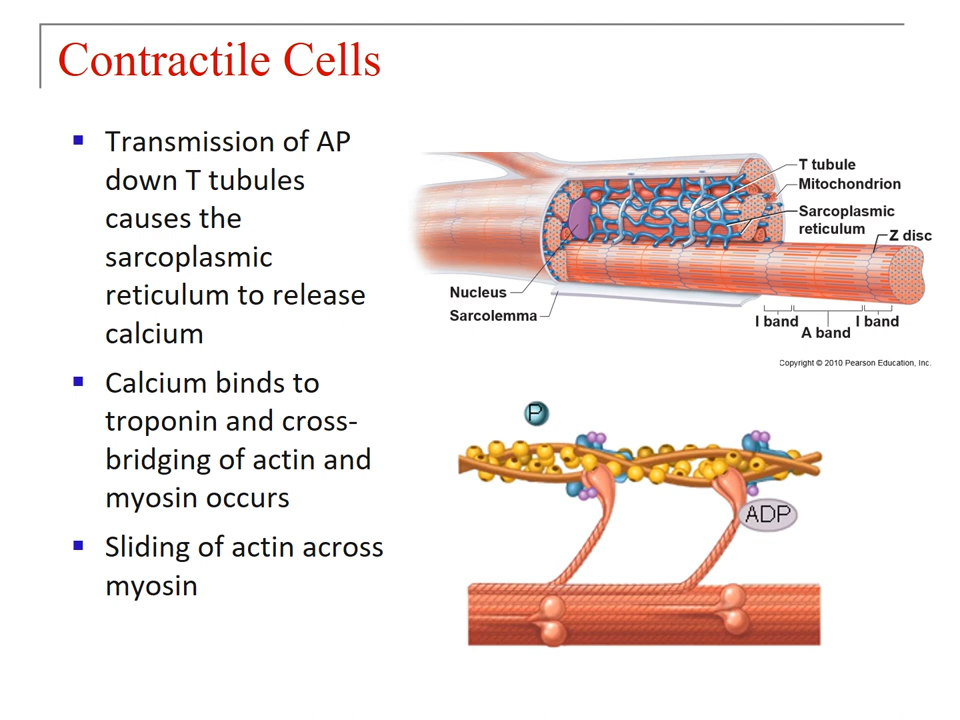 Contractile Cells
Transmission of AP
down T tubules
causes the
sarcoplasmic
reticulum to release
calcium
Calcium binds to
troponin and cross-
bridging of actin and
myosin occurs
Sliding of actin across
myosin
T tubule
Mitochondrion
Sarcoplasmic
reticulum
Z disc
Nucleus
Sarcolemma
I band
A band
I band
Copyright © 2010 Pearson Education, Inc.
P
ADP